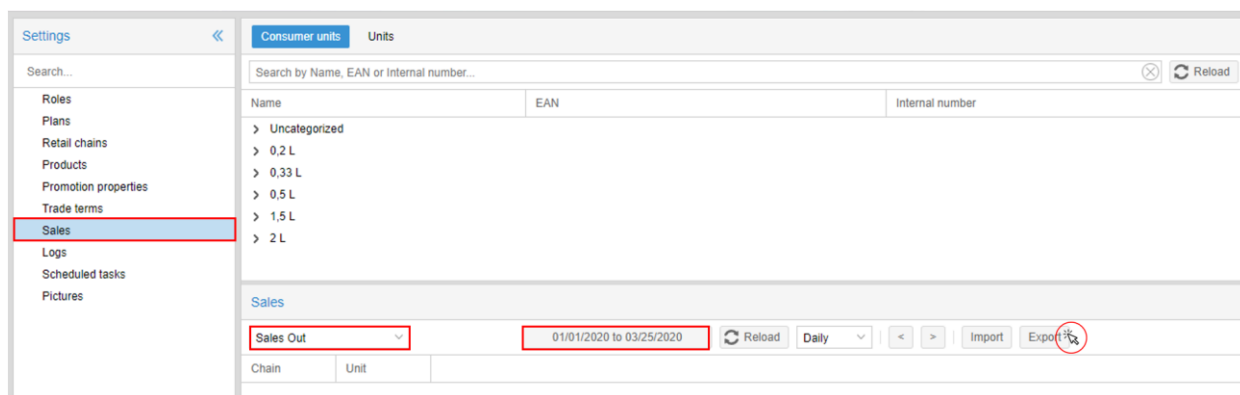 Settings
Search...
Roles
Plans
Retail chains
Products
Promotion properties
Trade terms
Sales
Logs
Scheduled tasks
Pictures
Consumer units Units
Search by Name, EAN or Internal number... Reload
Name EAN Internal number
Uncategorized
0,2 L
0,33 L
0,5 L
1,5 L
2 L
Sales
Sales Out 01/01/2020 to 03/25/2020 Reload Daily < > Import Export
Chain Unit